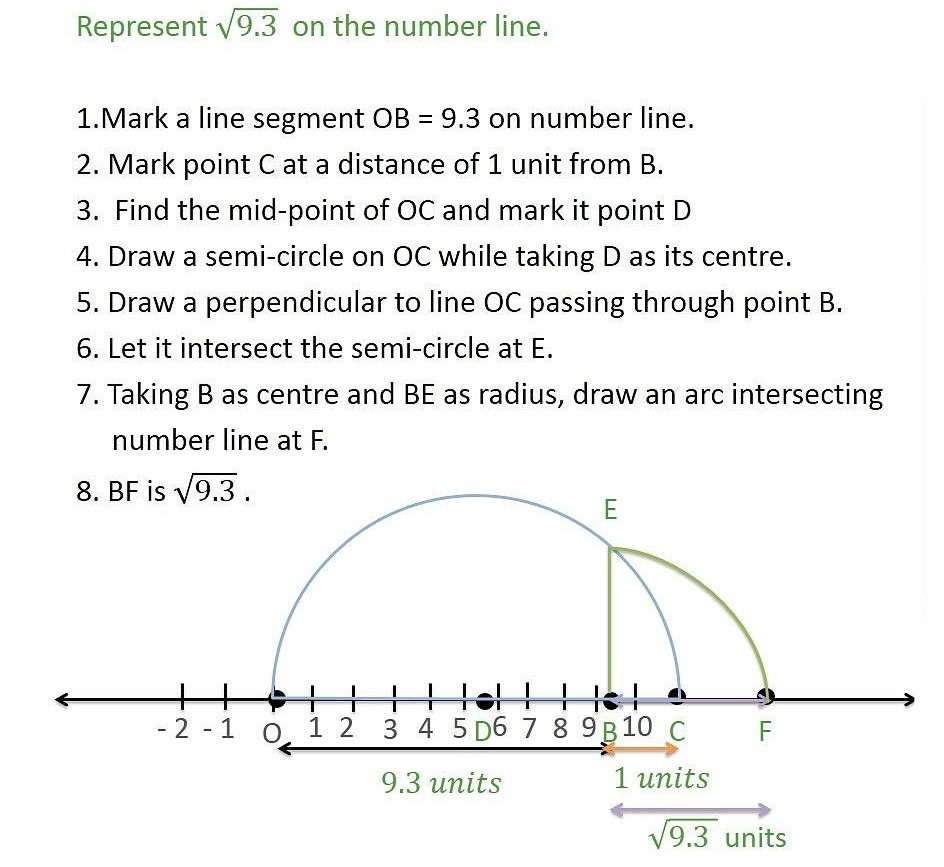 Represent √9.3 on the number line.
1.Mark a line segment OB = 9.3 on number line.
2. Mark point C at a distance of 1 unit from B.
3. Find the mid-point of OC and mark it point D
4. Draw a semi-circle on OC while taking D as its centre.
5. Draw a perpendicular to line OC passing through point B.
6. Let it intersect the semi-circle at E.
7. Taking B as centre and BE as radius, draw an arc intersecting
number line at F.
8. BF is √9.3 .
E
- 2 - 1 O 1 2 3 4 5 D 6 7 8 9 B 10 C F
9.3 units 1 units
√9.3 units